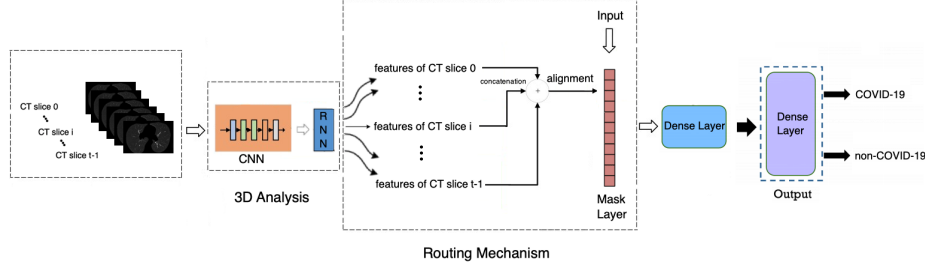 CT slice 0
CT slice i
CT slice t-1
CNN
R
N
N
3D Analysis
features of CT slice 0
features of CT slice i
features of CT slice t-1
concatenation
+
alignment
Input
Mask
Layer
Routing Mechanism
Dense Layer
Dense
Layer
Output
COVID-19
non-COVID-19